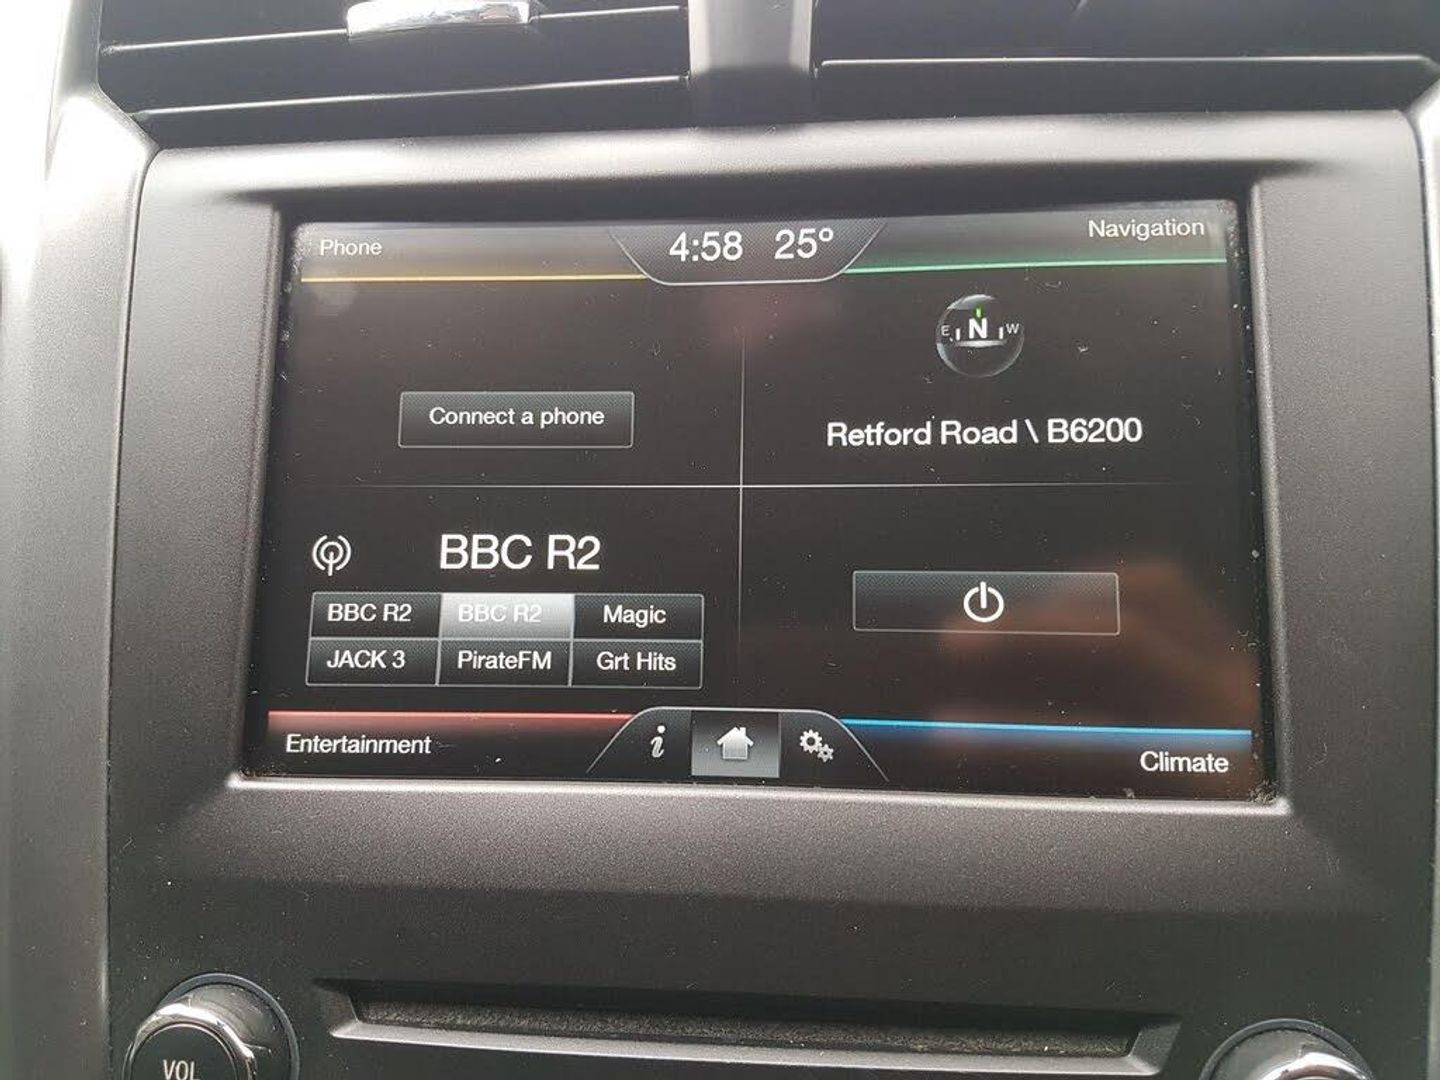 Phone
4:58 25°
Navigation
E N W
Connect a phone
Retford Road \ B6200
BBC R2
BBC R2 BBC R2 Magic
JACK 3 PirateFM Grt Hits
Entertainment
i
Climate
VOL